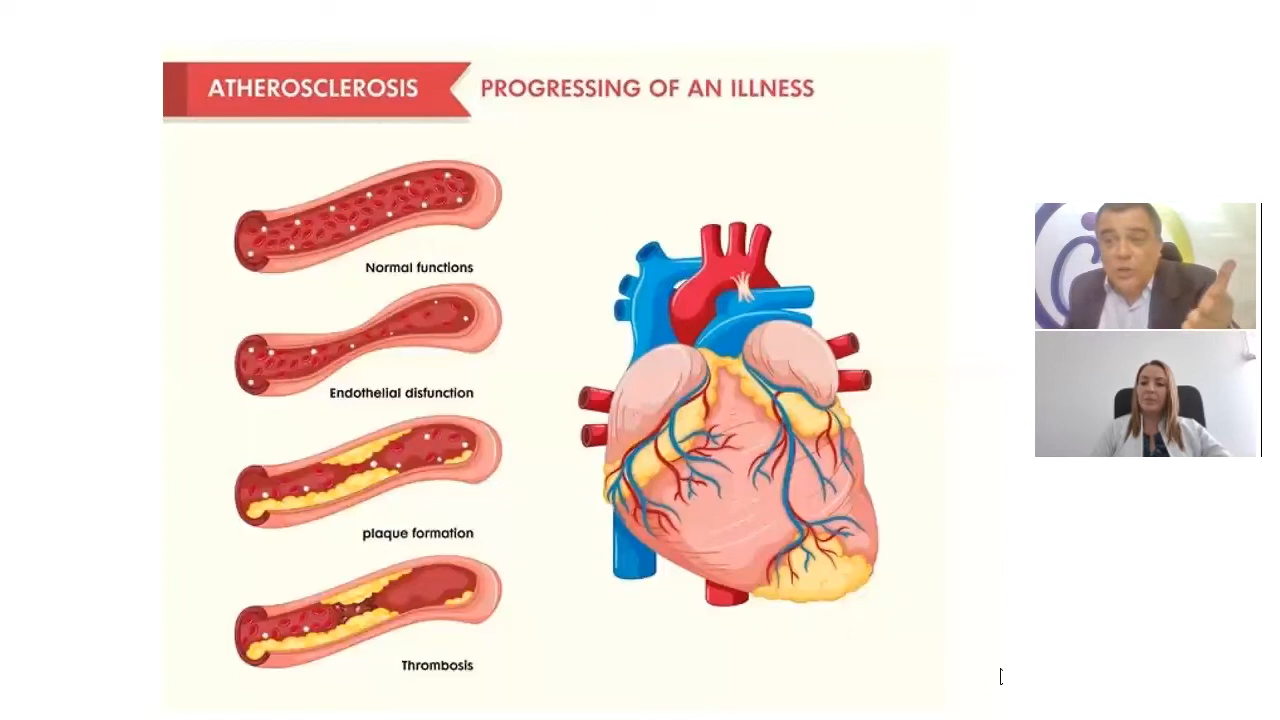 ATHEROSCLEROSIS
PROGRESSING OF AN ILLNESS
Normal functions
Endothelial disfunction
plaque formation
Thrombosis